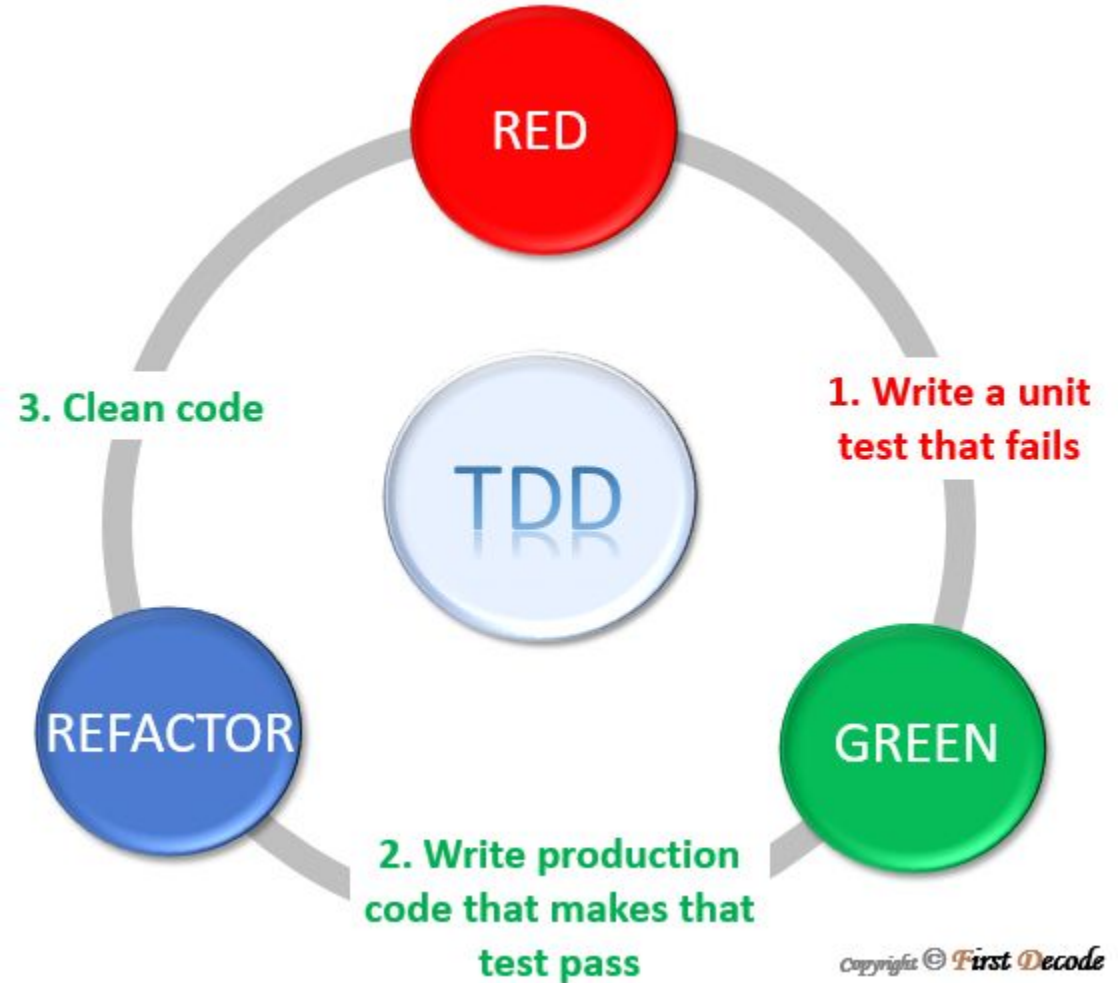 RED
3. Clean code
1. Write a unit
test that fails
TDD
REFACTOR
GREEN
2. Write production
code that makes that
test pass
Copyright © First Decode